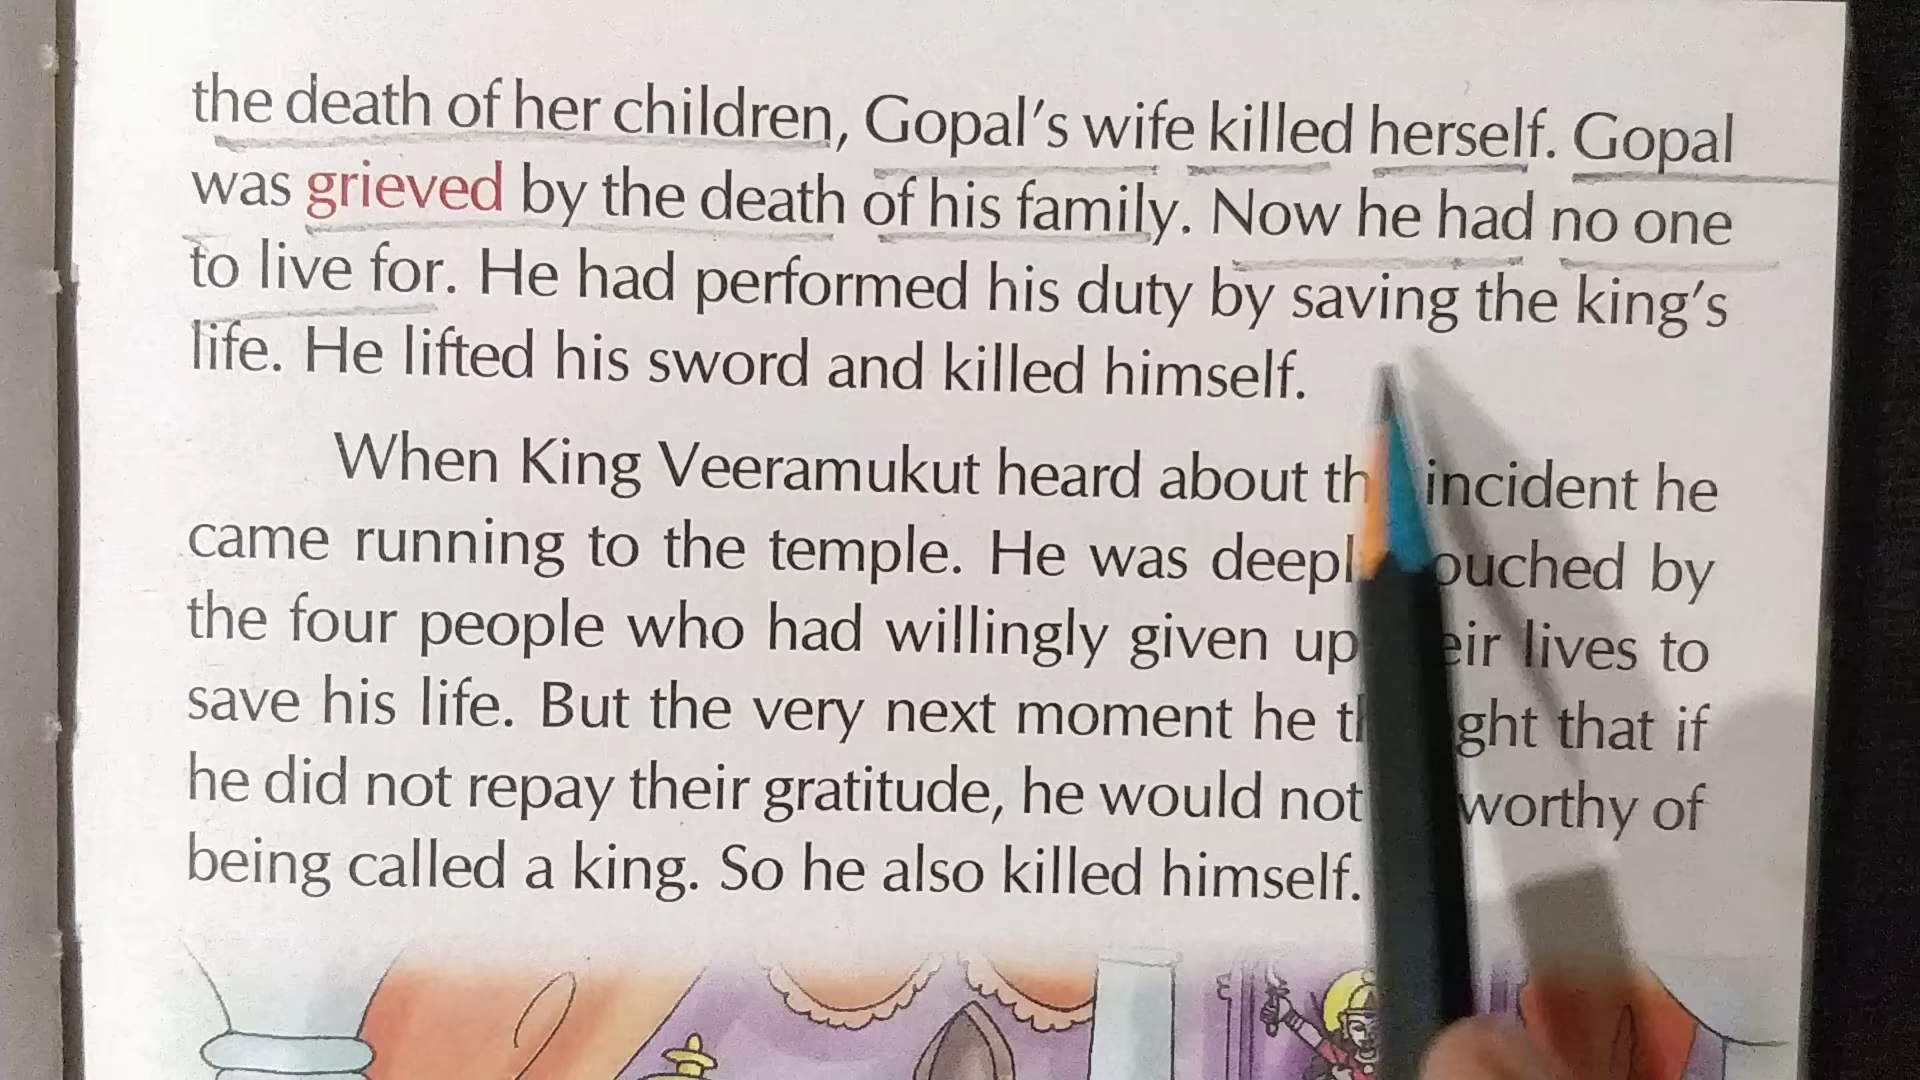 the death of her children, Gopal's wife killed herself. Gopal
was grieved by the death of his family. Now he had no one
to live for. He had performed his duty by saving the king's
life. He lifted his sword and killed himself.
When King Veeramukut heard about th incident he
came running to the temple. He was deepl ouched by
the four people who had willingly given up eir lives to
save his life. But the very next moment he th ght that if
he did not repay their gratitude, he would not worthy of
being called a king. So he also killed himself.